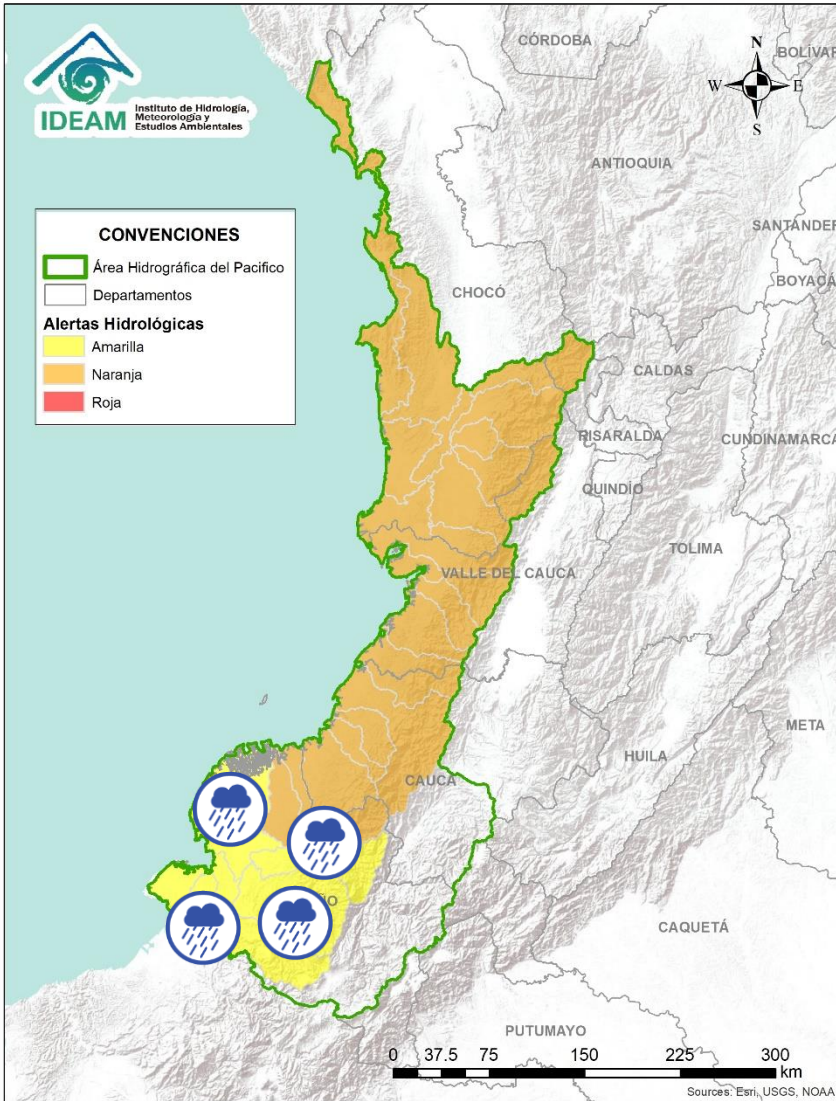 IDEAM
Instituto de Hidrología,
Meteorología y
Estudios Ambientales
N
W
E
S
CÓRDOBA
BOLÍVAR
ANTIOQUIA
SANTANDER
BOYACÁ
CHOCÓ
CALDAS
RISARALDA
CUNDINAMARCA
QUINDÍO
TOLIMA
VALLE DEL CAUCA
META
HUILA
CAUCA
CAQUETÁ
PUTUMAYO
CONVENCIONES
Área Hidrográfica del Pacifico
Departamentos
Alertas Hidrológicas
Amarilla
Naranja
Roja
0 37.5 75 150 225 300
km
Sources: Esri, USGS, NOAA